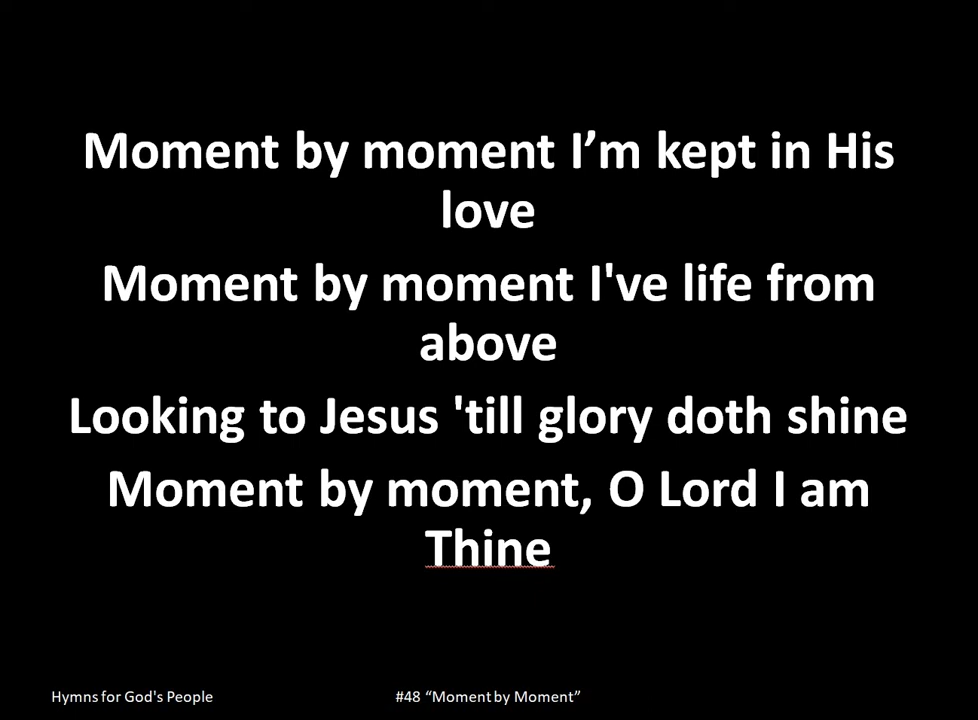 Moment by moment I’m kept in His
love
Moment by moment I've life from
above
Looking to Jesus 'till glory doth shine
Moment by moment, O Lord I am
Thine
Hymns for God's People
#48 “Moment by Moment”